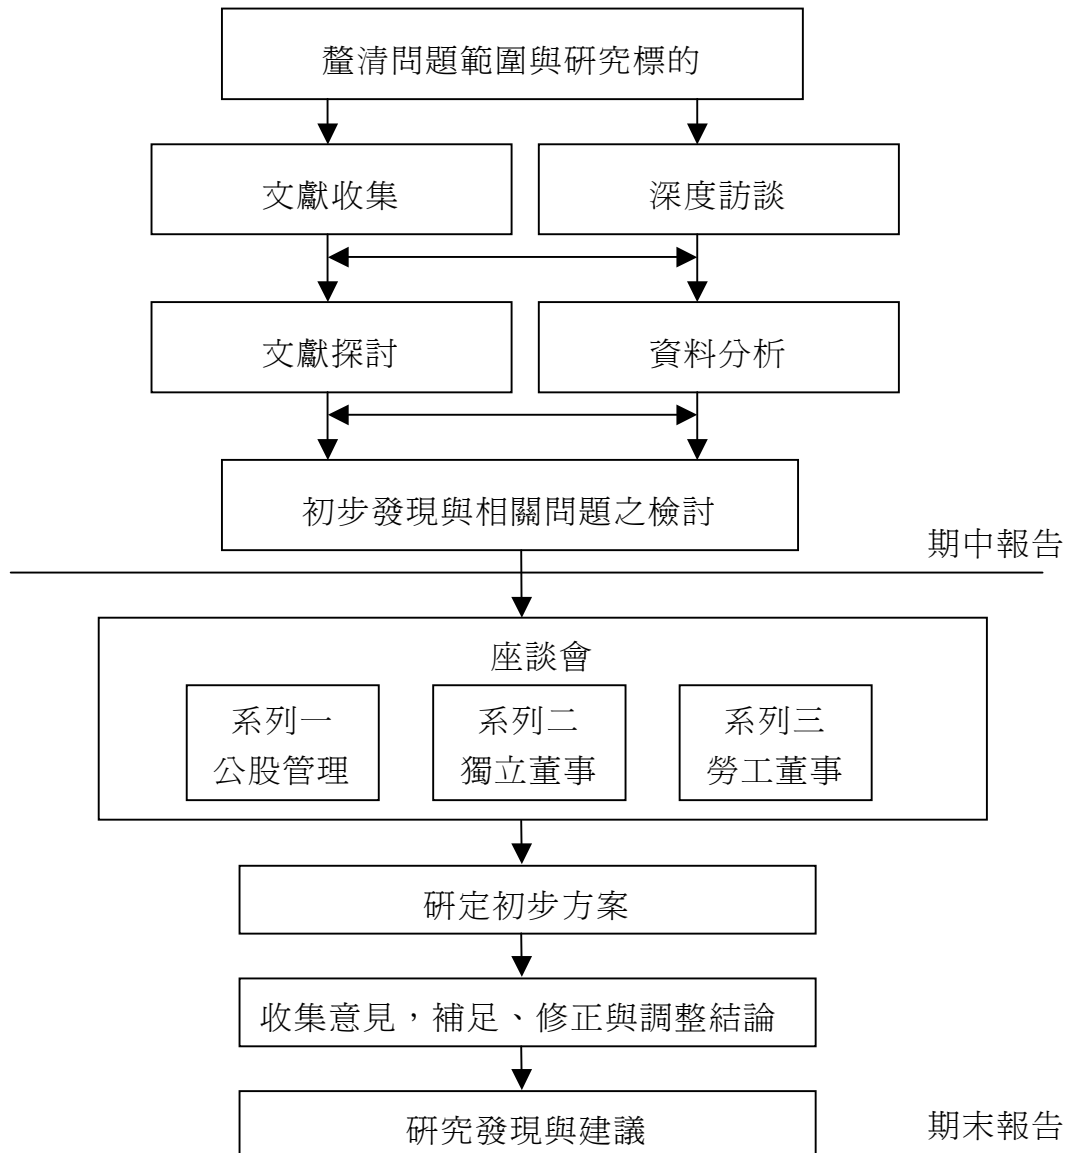 釐清問題範圍與研究標的
文獻收集
深度訪談
文獻探討
資料分析
初步發現與相關問題之檢討
期中報告
座談會
系列一
公股管理
系列二
獨立董事
系列三
勞工董事
研定初步方案
收集意見，補足、修正與調整結論
研究發現與建議
期末報告